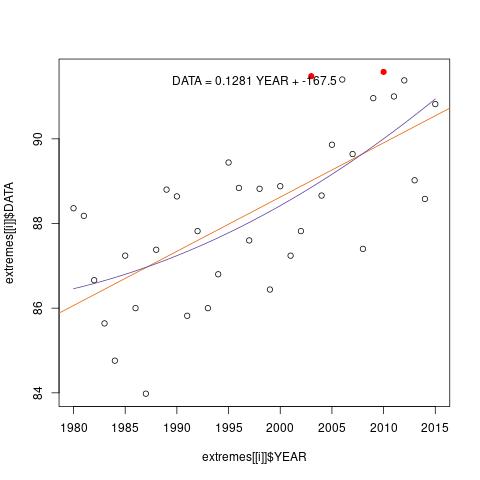 DATA = 0.1281 YEAR + -167.5
90
88
86
84
extremes[[i]]$DATA
1980 1985 1990 1995 2000 2005 2010 2015
extremes[[i]]$YEAR